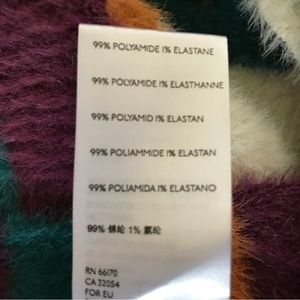 99% POLYAMIDE 1% ELASTANE
99% POLYAMIDE 1% ELASTHANNE
99% POLYAMID 1% ELASTAN
99% POLIAMMIDE 1% ELASTAN
99% POLIAMIDA 1% ELASTANO
99% 锦纶 1% 氨纶
RN 66170
CA 32054
FOR EU